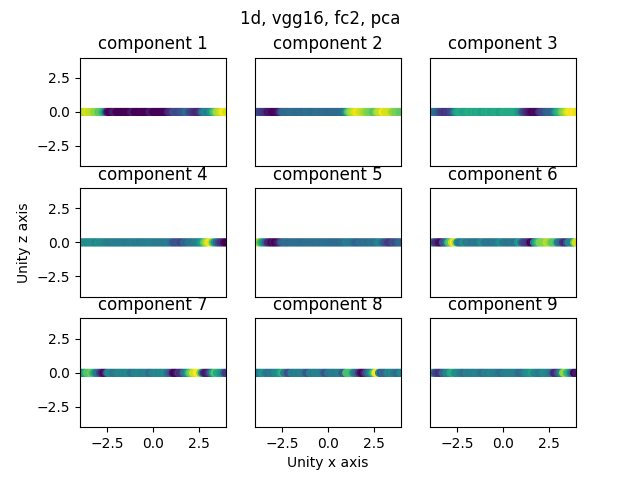 1d, vgg16, fc2, pca
component 1
component 2
component 3
2.5
0.0
−2.5
component 4
component 5
component 6
2.5
0.0
−2.5
Unity z axis
component 7
component 8
component 9
2.5
0.0
−2.5
−2.5 0.0 2.5
−2.5 0.0 2.5
−2.5 0.0 2.5
Unity x axis